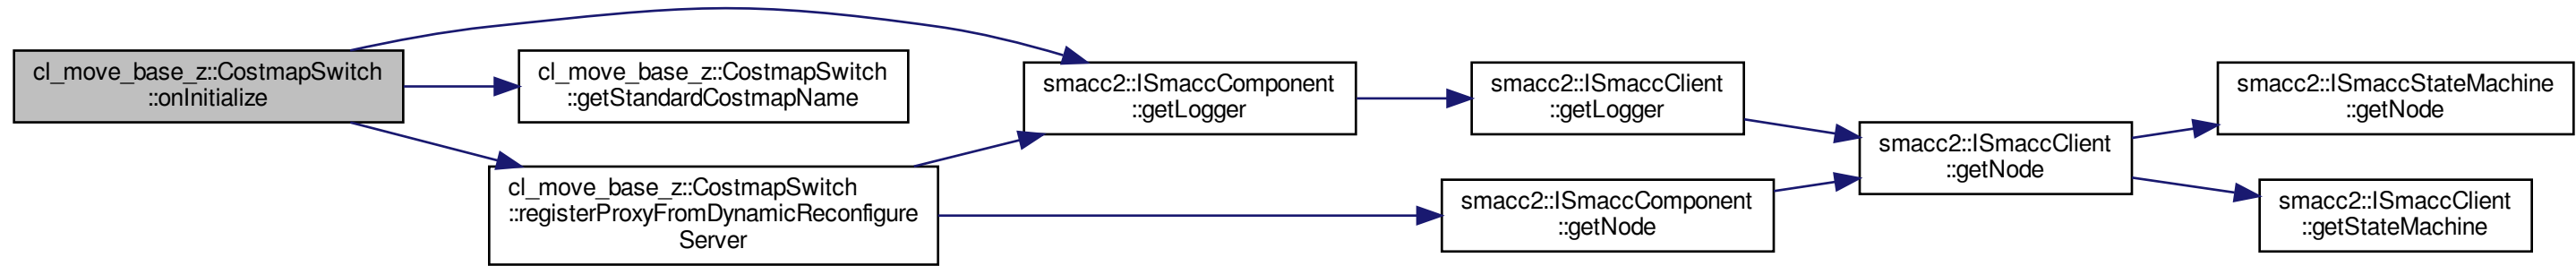 cl_move_base_z::CostmapSwitch
::onInitialize
cl_move_base_z::CostmapSwitch
::getStandardCostmapName
cl_move_base_z::CostmapSwitch
::registerProxyFromDynamicReconfigure
Server
smacc2::ISmaccComponent
::getLogger
smacc2::ISmaccClient
::getLogger
smacc2::ISmaccComponent
::getNode
smacc2::ISmaccClient
::getNode
smacc2::ISmaccStateMachine
::getNode
smacc2::ISmaccClient
::getStateMachine